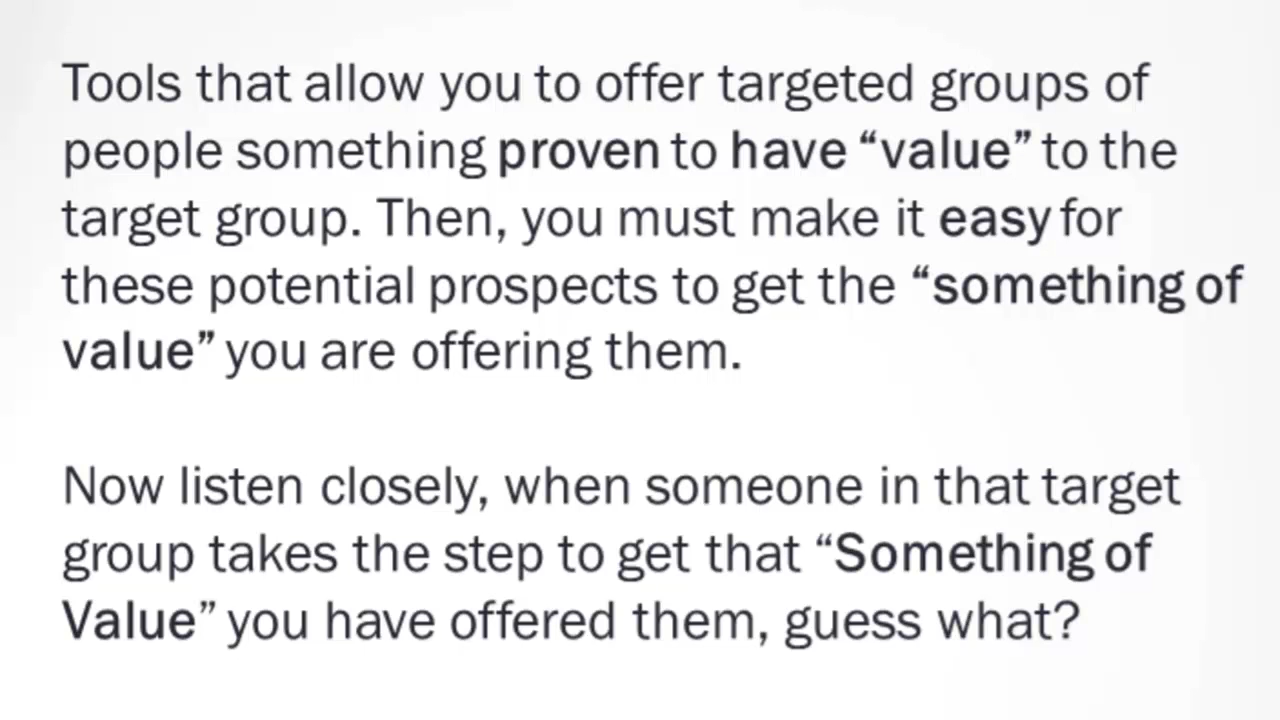 Tools that allow you to offer targeted groups of
people something proven to have “value” to the
target group. Then, you must make it easy for
these potential prospects to get the “something of
value” you are offering them.
Now listen closely, when someone in that target
group takes the step to get that “Something of
Value” you have offered them, guess what?